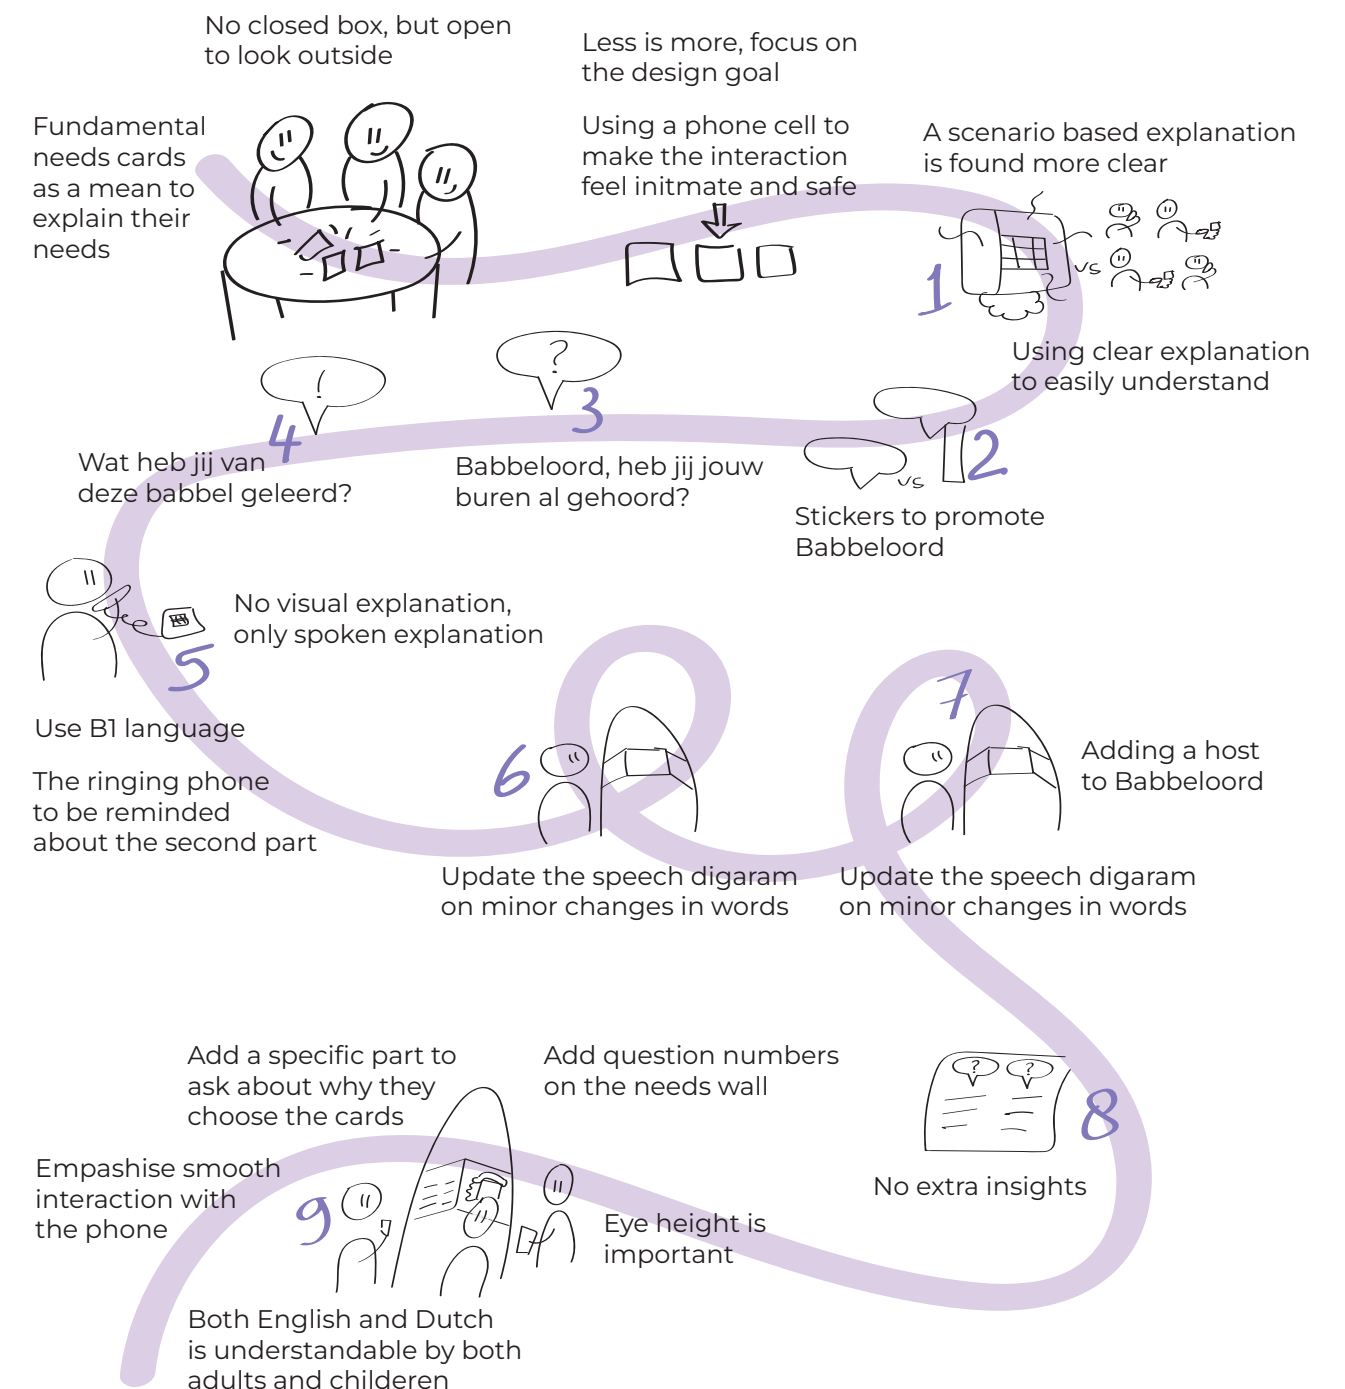 No closed box, but open
to look outside
Fundamental
needs cards
as a mean to
explain their
needs
Less is more, focus on
the design goal
Using a phone cell to
make the interaction
feel initmate and safe
A scenario based explanation
is found more clear
vs
1
Using clear explanation
to easily understand
2
vs
Stickers to promote
Babbeloord
?
3
Babbeloord, heb jij jouw
buren al gehoord?
!
4
Wat heb jij van
deze babbel geleerd?
No visual explanation,
only spoken explanation
5
Use B1 language
The ringing phone
to be reminded
about the second part
6
Update the speech digaram
on minor changes in words
7
Adding a host
to Babbeloord
Update the speech digaram
on minor changes in words
? ?
8
No extra insights
Add a specific part to
ask about why they
choose the cards
Add question numbers
on the needs wall
Empashise smooth
interaction with
the phone
9
Eye height is
important
Both English and Dutch
is understandable by both
adults and childeren